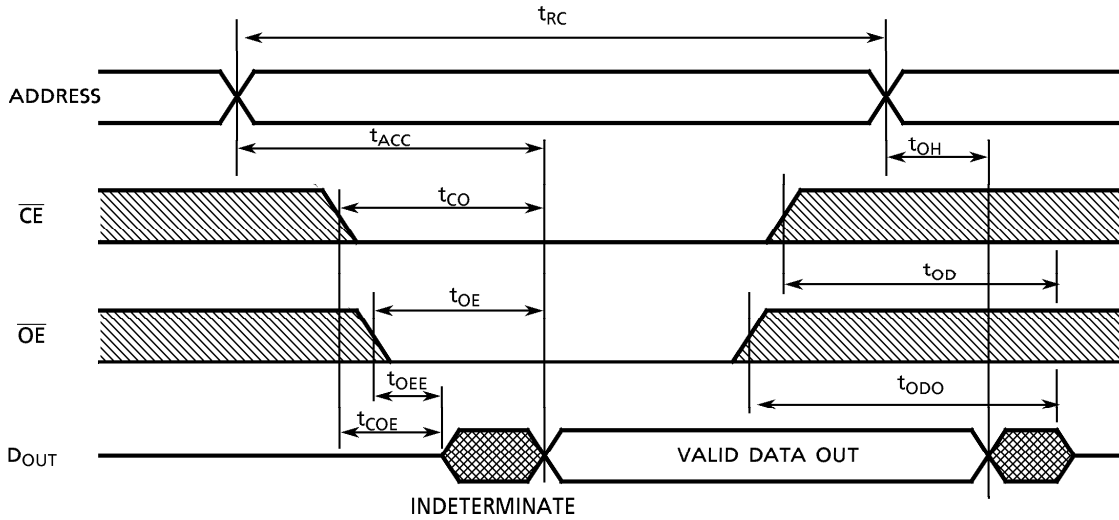 tRC
ADDRESS
tACC
tOH
CE
tCO
tOD
OE
tOE
tOEE
tODO
tCOE
DOUT
VALID DATA OUT
INDETERMINATE